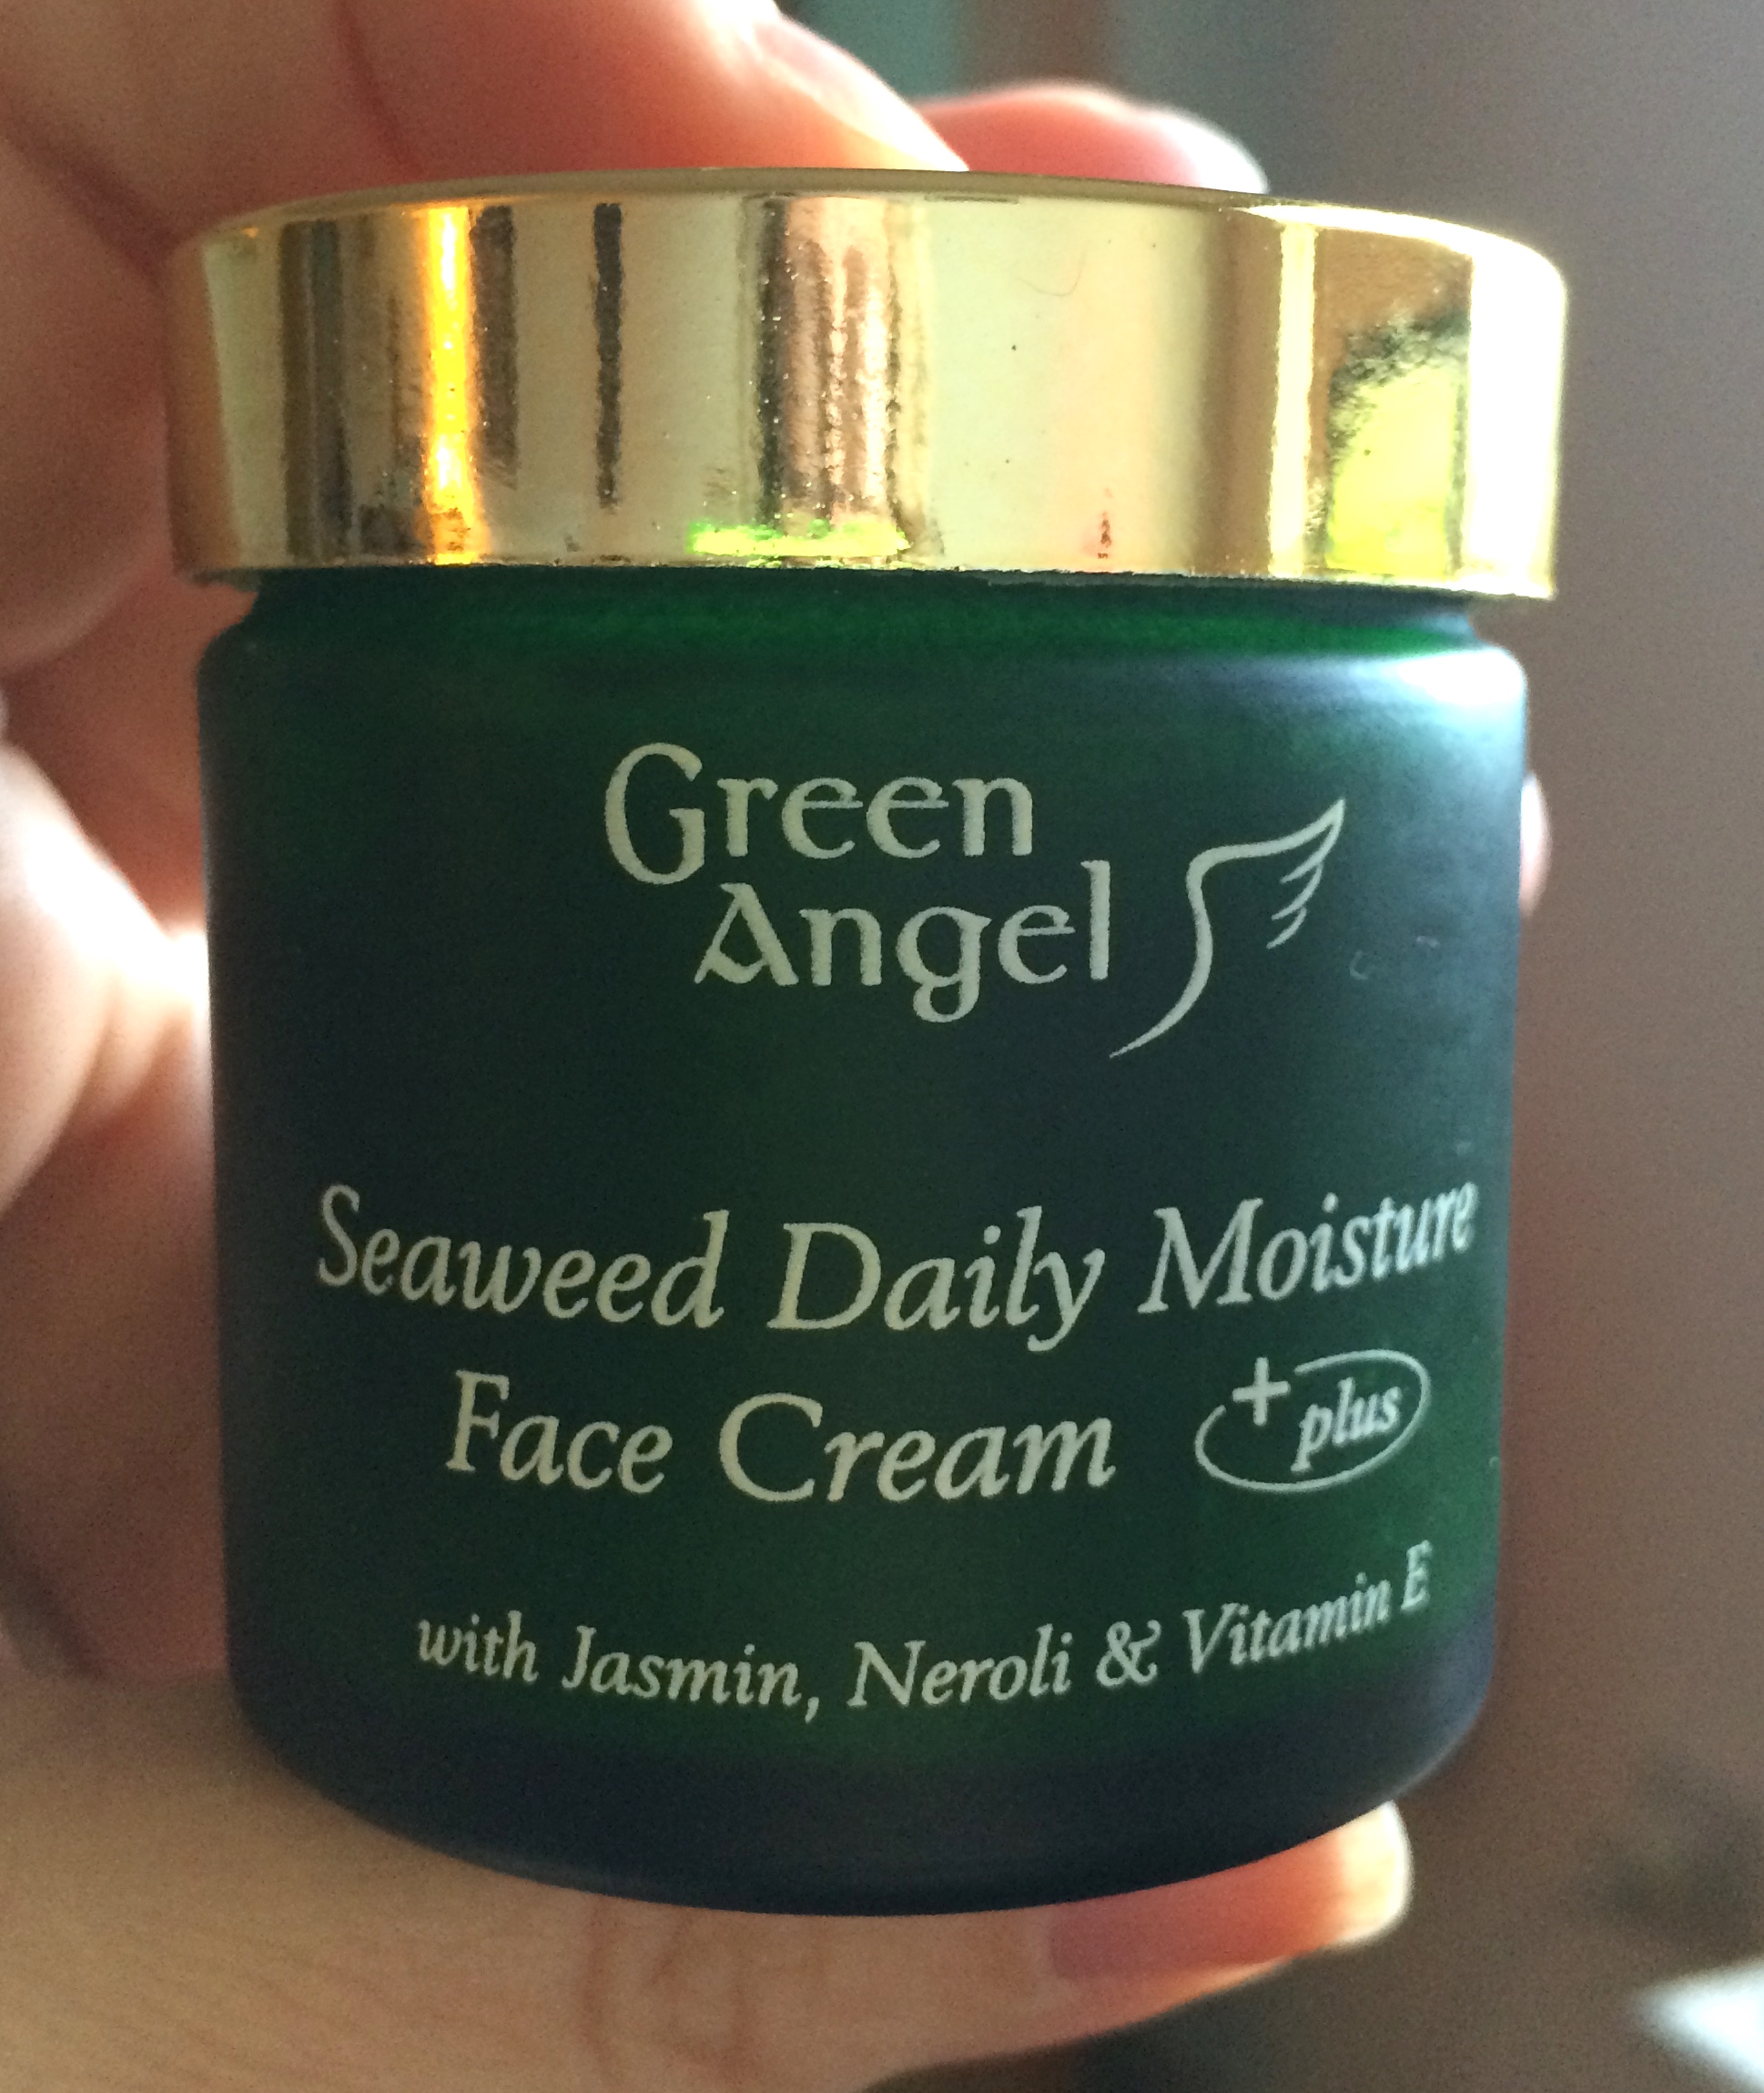 Green
Angel
Seaweed Daily Moisture
Face Cream +plus
with Jasmin, Neroli & Vitamin E